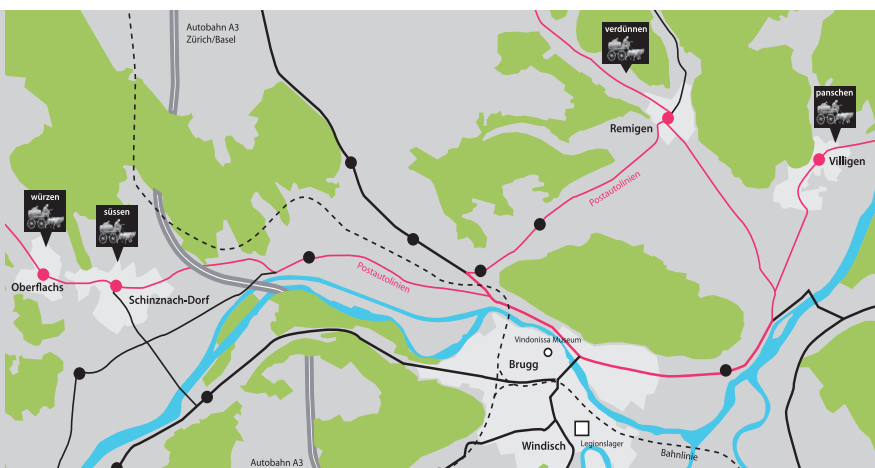 Autobahn A3
Zürich/Basel
verdünnen
panschen
Remigen
Villigen
Postautolinien
würzen
süssen
Oberflachs
Schinznach-Dorf
Postautolinien
Vindonissa Museum
Brugg
Windisch
Legionslager
Bahnlinie
Autobahn A3